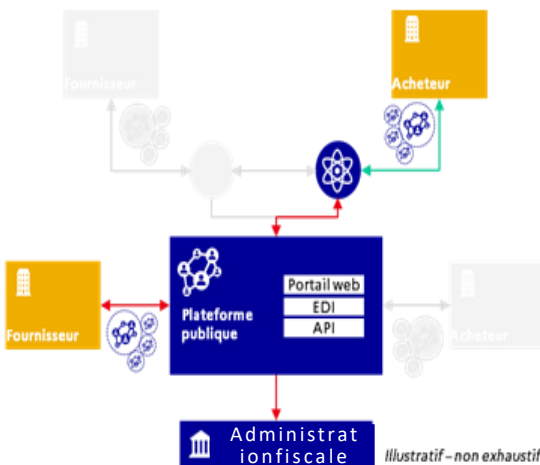 Fournisseur
Acheteur
Plateforme
publique
Portail web
EDI
API
Fournisseur
Acheteur
Administrat
ionfiscale
Illustratif – non exhaustif